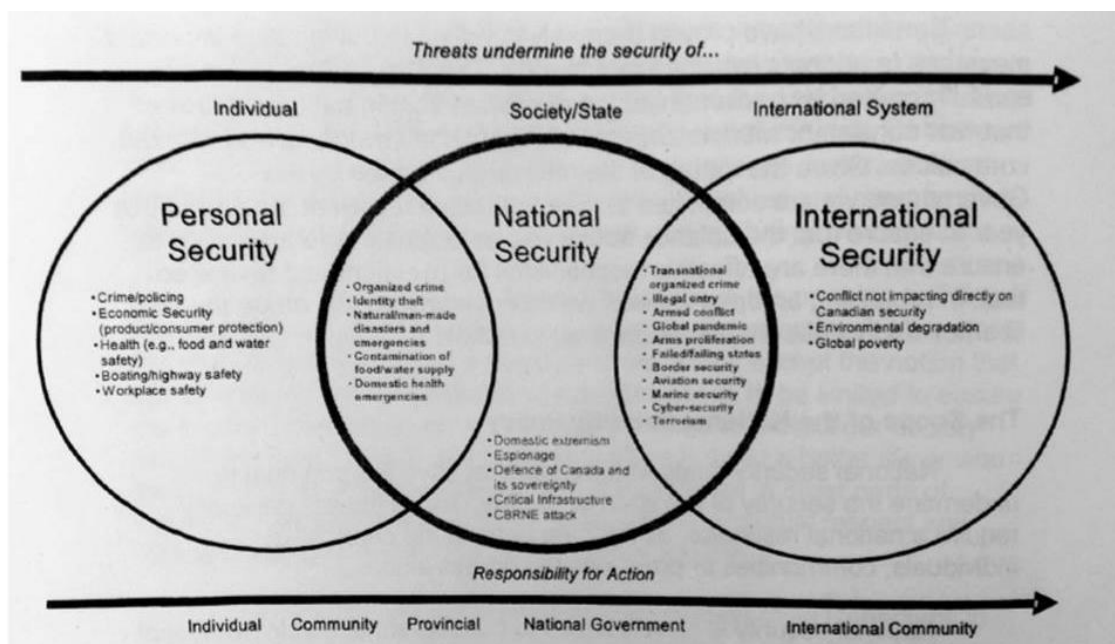 Threats undermine the security of...
Individual
Society/State
International System
Personal
Security
• Crime/policing
• Economic Security
(product/consumer protection)
• Health (e.g., food and water
safety)
• Boating/highway safety
• Workplace safety
• Organized crime
• Identity theft
• Natural/man-made
disasters and
emergencies
• Contamination of
food/water supply
• Domestic health
emergencies
National
Security
• Domestic extremism
• Espionage
• Defence of Canada and
its sovereignty
• Critical Infrastructure
• CBRNE attack
• Transnational
organized crime
• Illegal entry
• Armed conflict
• Global pandemic
• Arms proliferation
• Failed/failing states
• Border security
• Aviation security
• Marine security
• Cyber-security
• Terrorism
International
Security
• Conflict not impacting directly on
Canadian security
• Environmental degradation
• Global poverty
Responsibility for Action
Individual Community Provincial National Government International Community